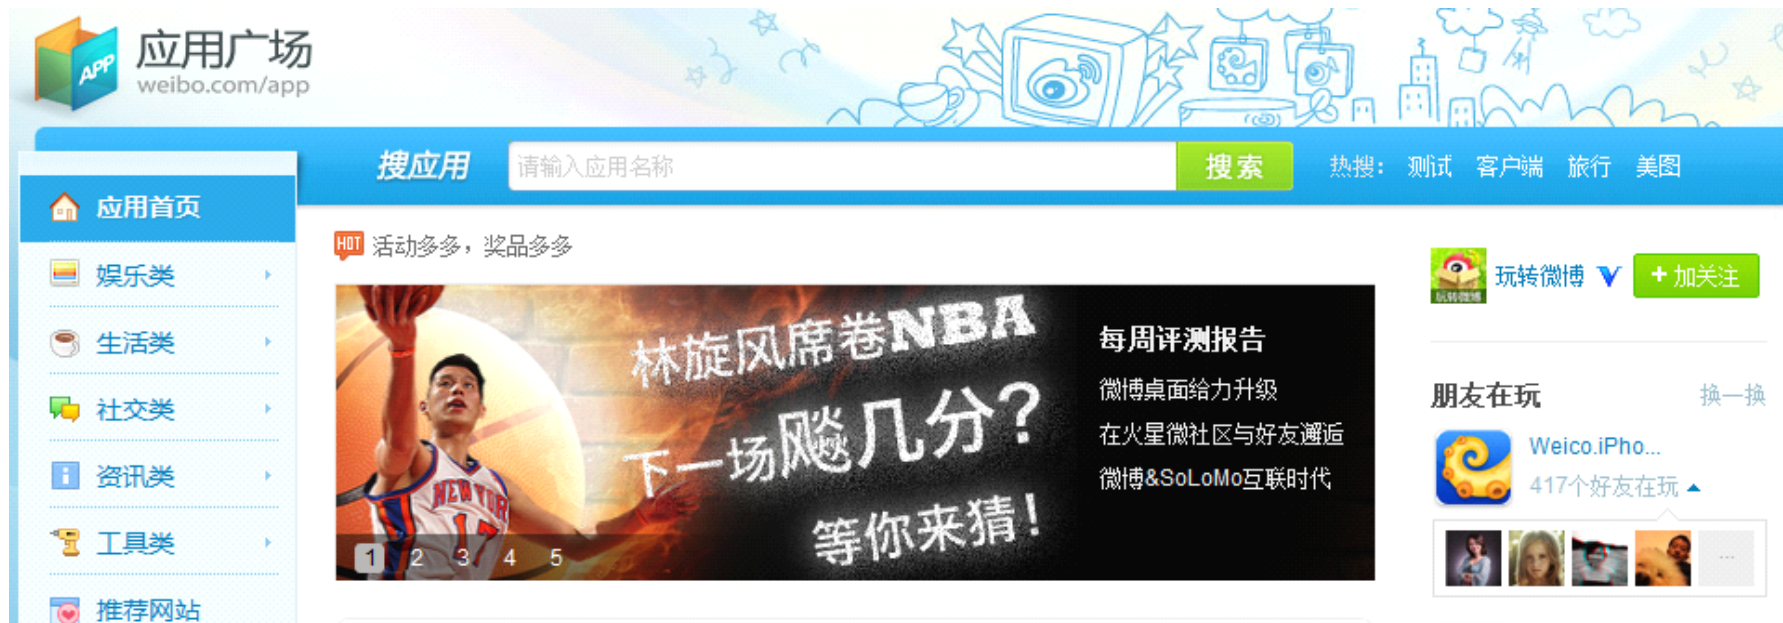 APP
应用广场
weibo.com/app
搜应用
请输入应用名称
搜索
热搜: 测试 客户端 旅行 美图
应用首页
娱乐类
生活类
社交类
资讯类
工具类
推荐网站
HOT 活动多多，奖品多多
林旋风席卷NBA
下一场飚几分?
等你来猜!
NEW YOR
17
1 2 3 4 5
每周评测报告
微博桌面给力升级
在火星微社区与好友邂逅
微博&SoLoMo互联时代
玩转微博
玩转微博 V
+加关注
朋友在玩
换一换
Weico.iPho...
417个好友在玩
...